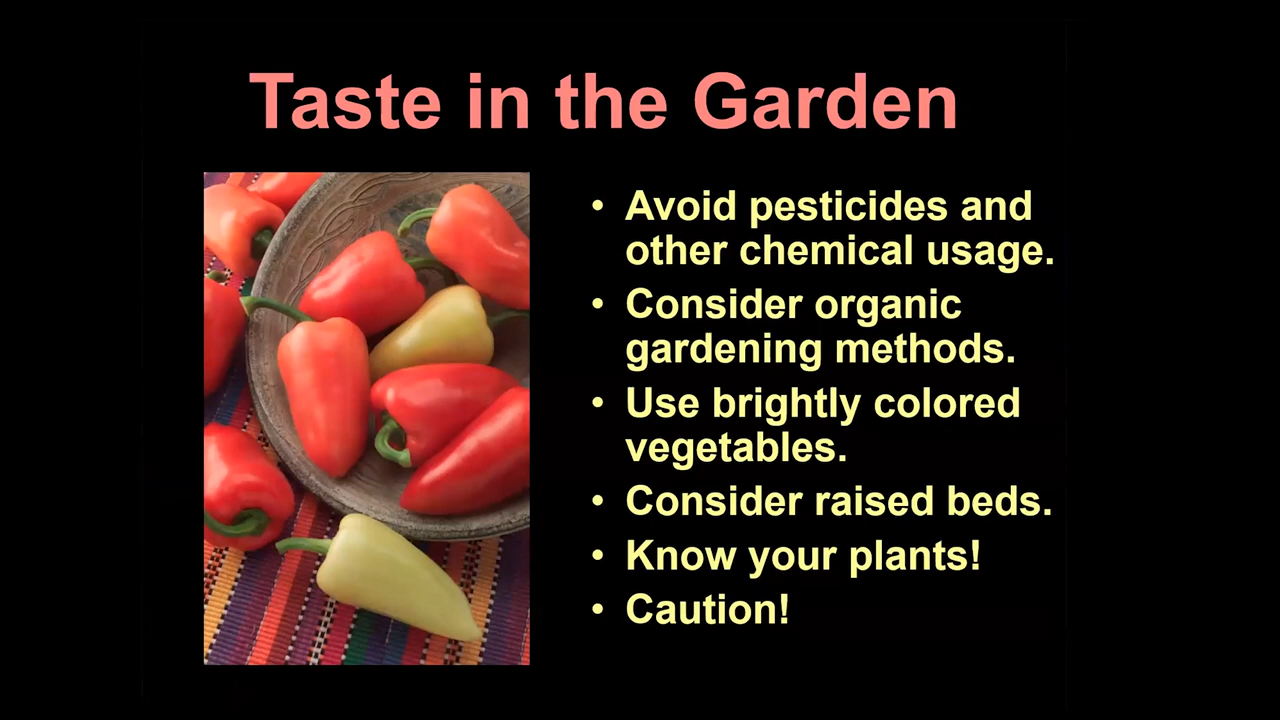 Taste in the Garden
• Avoid pesticides and
other chemical usage.
• Consider organic
gardening methods.
• Use brightly colored
vegetables.
• Consider raised beds.
• Know your plants!
• Caution!